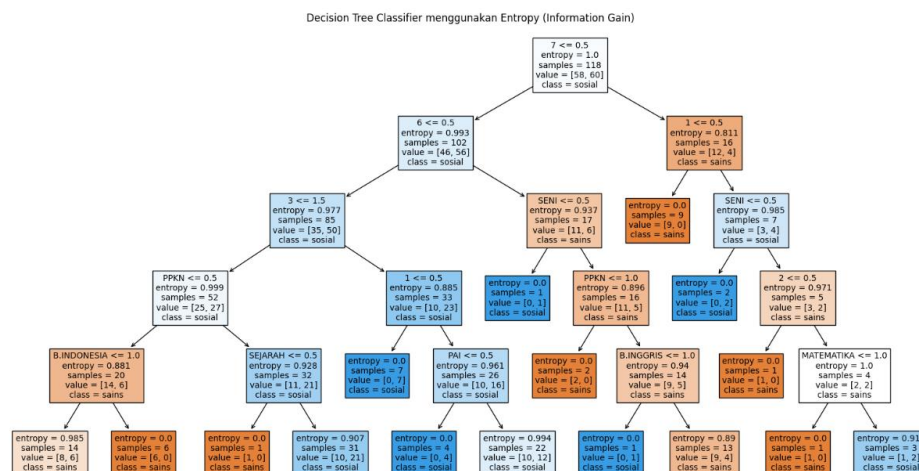 Decision Tree Classifier menggunakan Entropy (Information Gain)
7 <= 0.5
entropy = 1.0
samples = 118
value = [58, 60]
class = sosial
6 <= 0.5
entropy = 0.993
samples = 102
value = [46, 56]
class = sosial
1 <= 0.5
entropy = 0.811
samples = 16
value = [12, 4]
class = sains
3 <= 1.5
entropy = 0.977
samples = 85
value = [35, 50]
class = sosial
SENI <= 0.5
entropy = 0.937
samples = 17
value = [11, 6]
class = sains
entropy = 0.0
samples = 9
value = [9, 0]
class = sains
SENI <= 0.5
entropy = 0.985
samples = 7
value = [3, 4]
class = sosial
PPKN <= 0.5
entropy = 0.999
samples = 52
value = [25, 27]
class = sosial
1 <= 0.5
entropy = 0.885
samples = 33
value = [10, 23]
class = sosial
entropy = 0.0
samples = 1
value = [0, 1]
class = sosial
PPKN <= 1.0
entropy = 0.896
samples = 16
value = [11, 5]
class = sains
entropy = 0.0
samples = 2
value = [0, 2]
class = sosial
2 <= 0.5
entropy = 0.971
samples = 5
value = [3, 2]
class = sains
B.INDONESIA <= 1.0
entropy = 0.881
samples = 20
value = [14, 6]
class = sains
SEJARAH <= 0.5
entropy = 0.928
samples = 32
value = [11, 21]
class = sosial
entropy = 0.0
samples = 7
value = [0, 7]
class = sosial
PAI <= 0.5
entropy = 0.961
samples = 26
value = [10, 16]
class = sosial
entropy = 0.0
samples = 2
value = [2, 0]
class = sains
B.INGGRIS <= 1.0
entropy = 0.94
samples = 14
value = [9, 5]
class = sains
entropy = 0.0
samples = 1
value = [1, 0]
class = sains
MATEMATIKA <= 1.0
entropy = 1.0
samples = 4
value = [2, 2]
class = sains
entropy = 0.985
samples = 14
value = [8, 6]
class = sains
entropy = 0.0
samples = 6
value = [6, 0]
class = sains
entropy = 0.0
samples = 1
value = [1, 0]
class = sains
entropy = 0.907
samples = 31
value = [10, 21]
class = sosial
entropy = 0.0
samples = 4
value = [0, 4]
class = sosial
entropy = 0.994
samples = 22
value = [10, 12]
class = sosial
entropy = 0.0
samples = 1
value = [0, 1]
class = sosial
entropy = 0.89
samples = 13
value = [9, 4]
class = sains
entropy = 0.0
samples = 1
value = [1, 0]
class = sains
entropy = 0.91
samples = 3
value = [1,
class = sosia